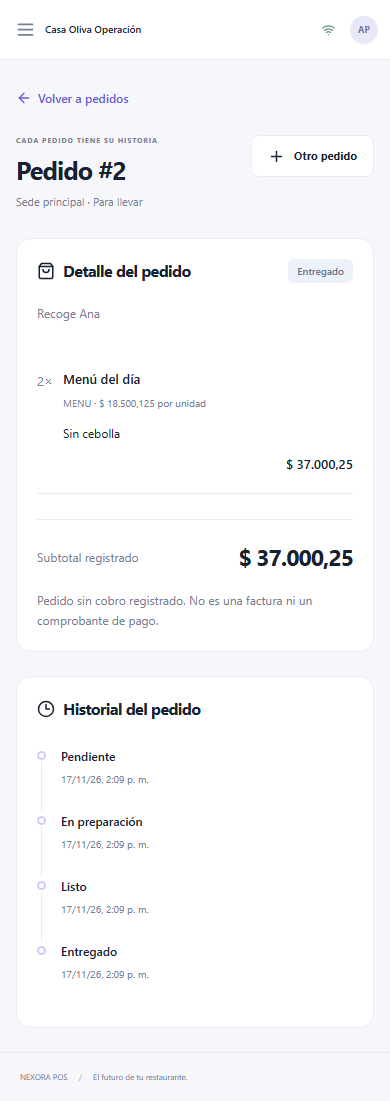 Casa Oliva Operación
AP
Volver a pedidos
CADA PEDIDO TIENE SU HISTORIA
Pedido #2
Otro pedido
Sede principal · Para llevar
Detalle del pedido
Entregado
Recoge Ana
2× Menú del día
MENU · $ 18.500,125 por unidad
Sin cebolla
$ 37.000,25
Subtotal registrado $ 37.000,25
Pedido sin cobro registrado. No es una factura ni un
comprobante de pago.
Historial del pedido
Pendiente
17/11/26, 2:09 p. m.
En preparación
17/11/26, 2:09 p. m.
Listo
17/11/26, 2:09 p. m.
Entregado
17/11/26, 2:09 p. m.
NEXORA POS / El futuro de tu restaurante.